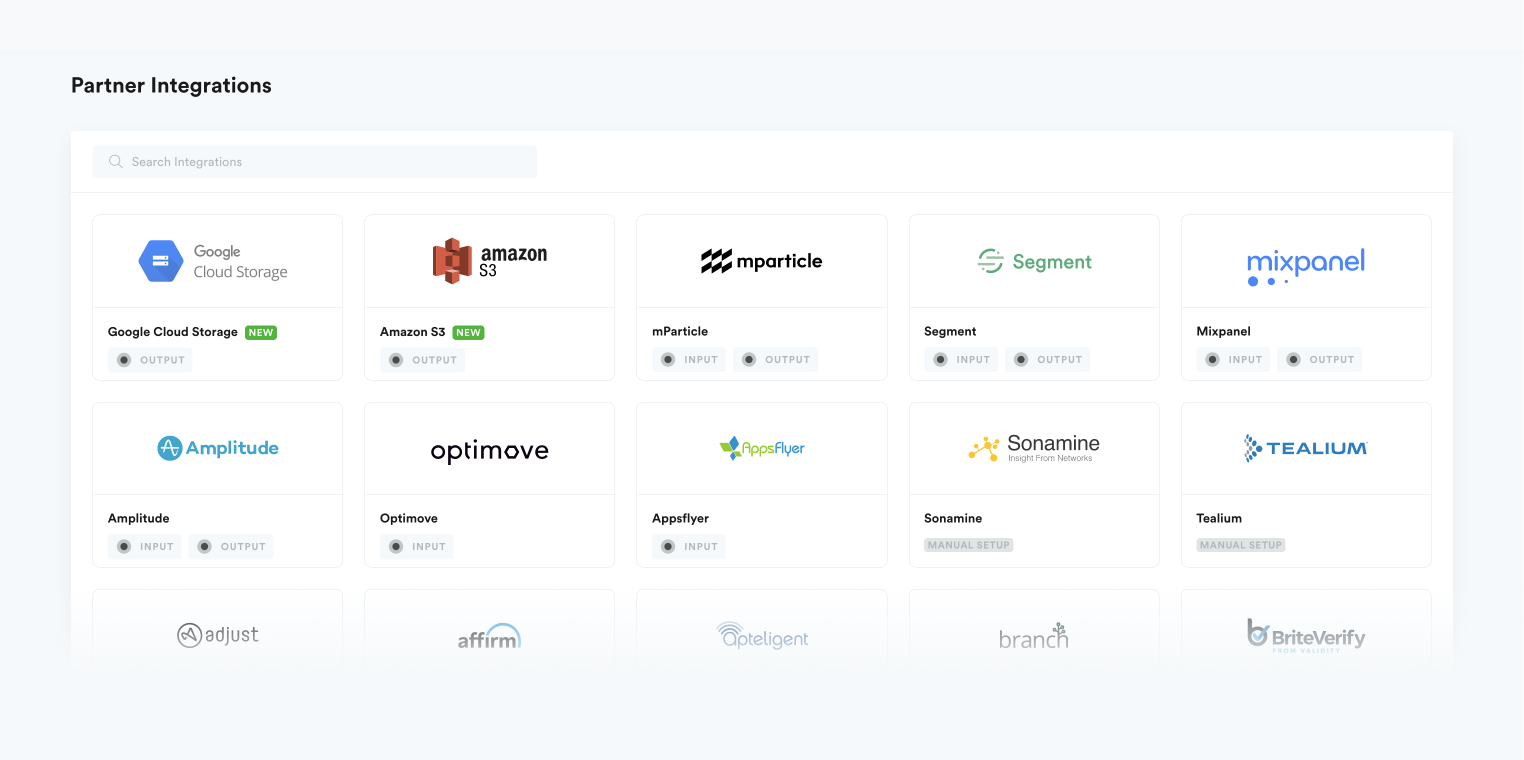 Partner Integrations
Search Integrations
Google
Cloud Storage
amazon
S3
mparticle
Segment
mixpanel
Google Cloud Storage NEW
OUTPUT
Amazon S3 NEW
OUTPUT
mParticle
INPUT OUTPUT
Segment
INPUT OUTPUT
Mixpanel
INPUT OUTPUT
Amplitude
optimove
AppsFlyer
Sonamine
Insight From Networks
TEALIUM
Amplitude
INPUT OUTPUT
Optimove
INPUT
Appsflyer
INPUT
Sonamine
MANUAL SETUP
Tealium
MANUAL SETUP
adjust
affirm
apteligent
branch
BriteVerify
FROM VALIDITY